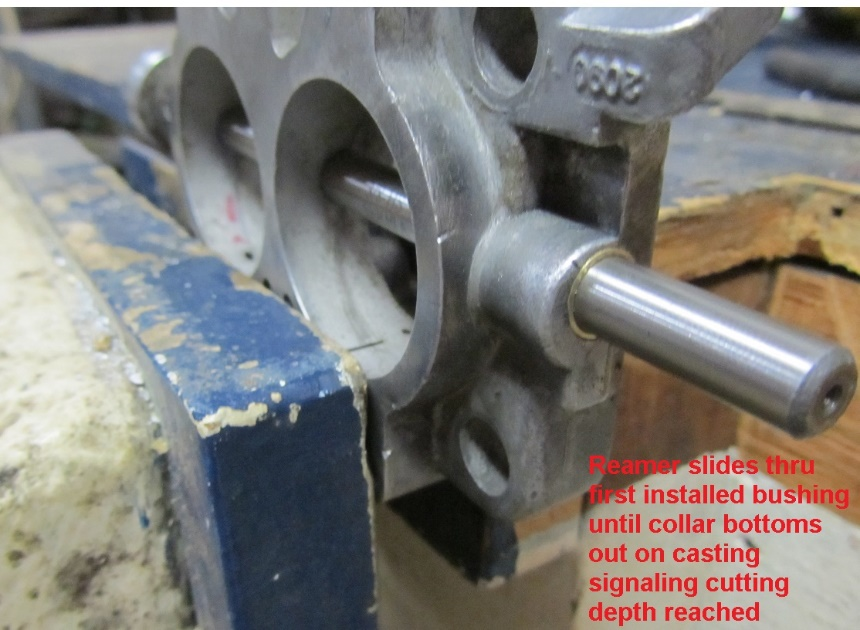 Reamer slides thru
first installed bushing
until collar bottoms
out on casting
signaling cutting
depth reached